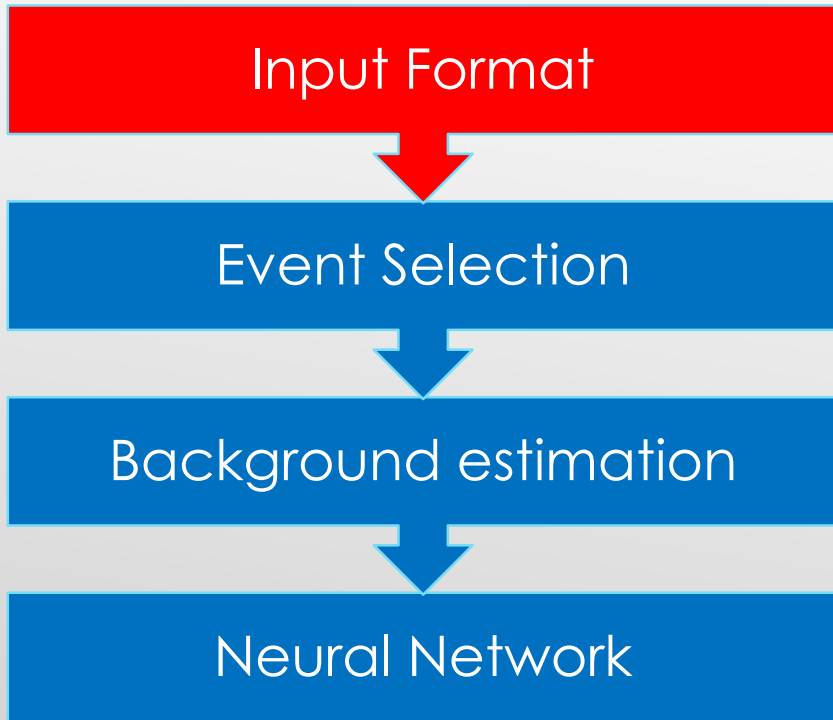 Input Format
Event Selection
Background estimation
Neural Network